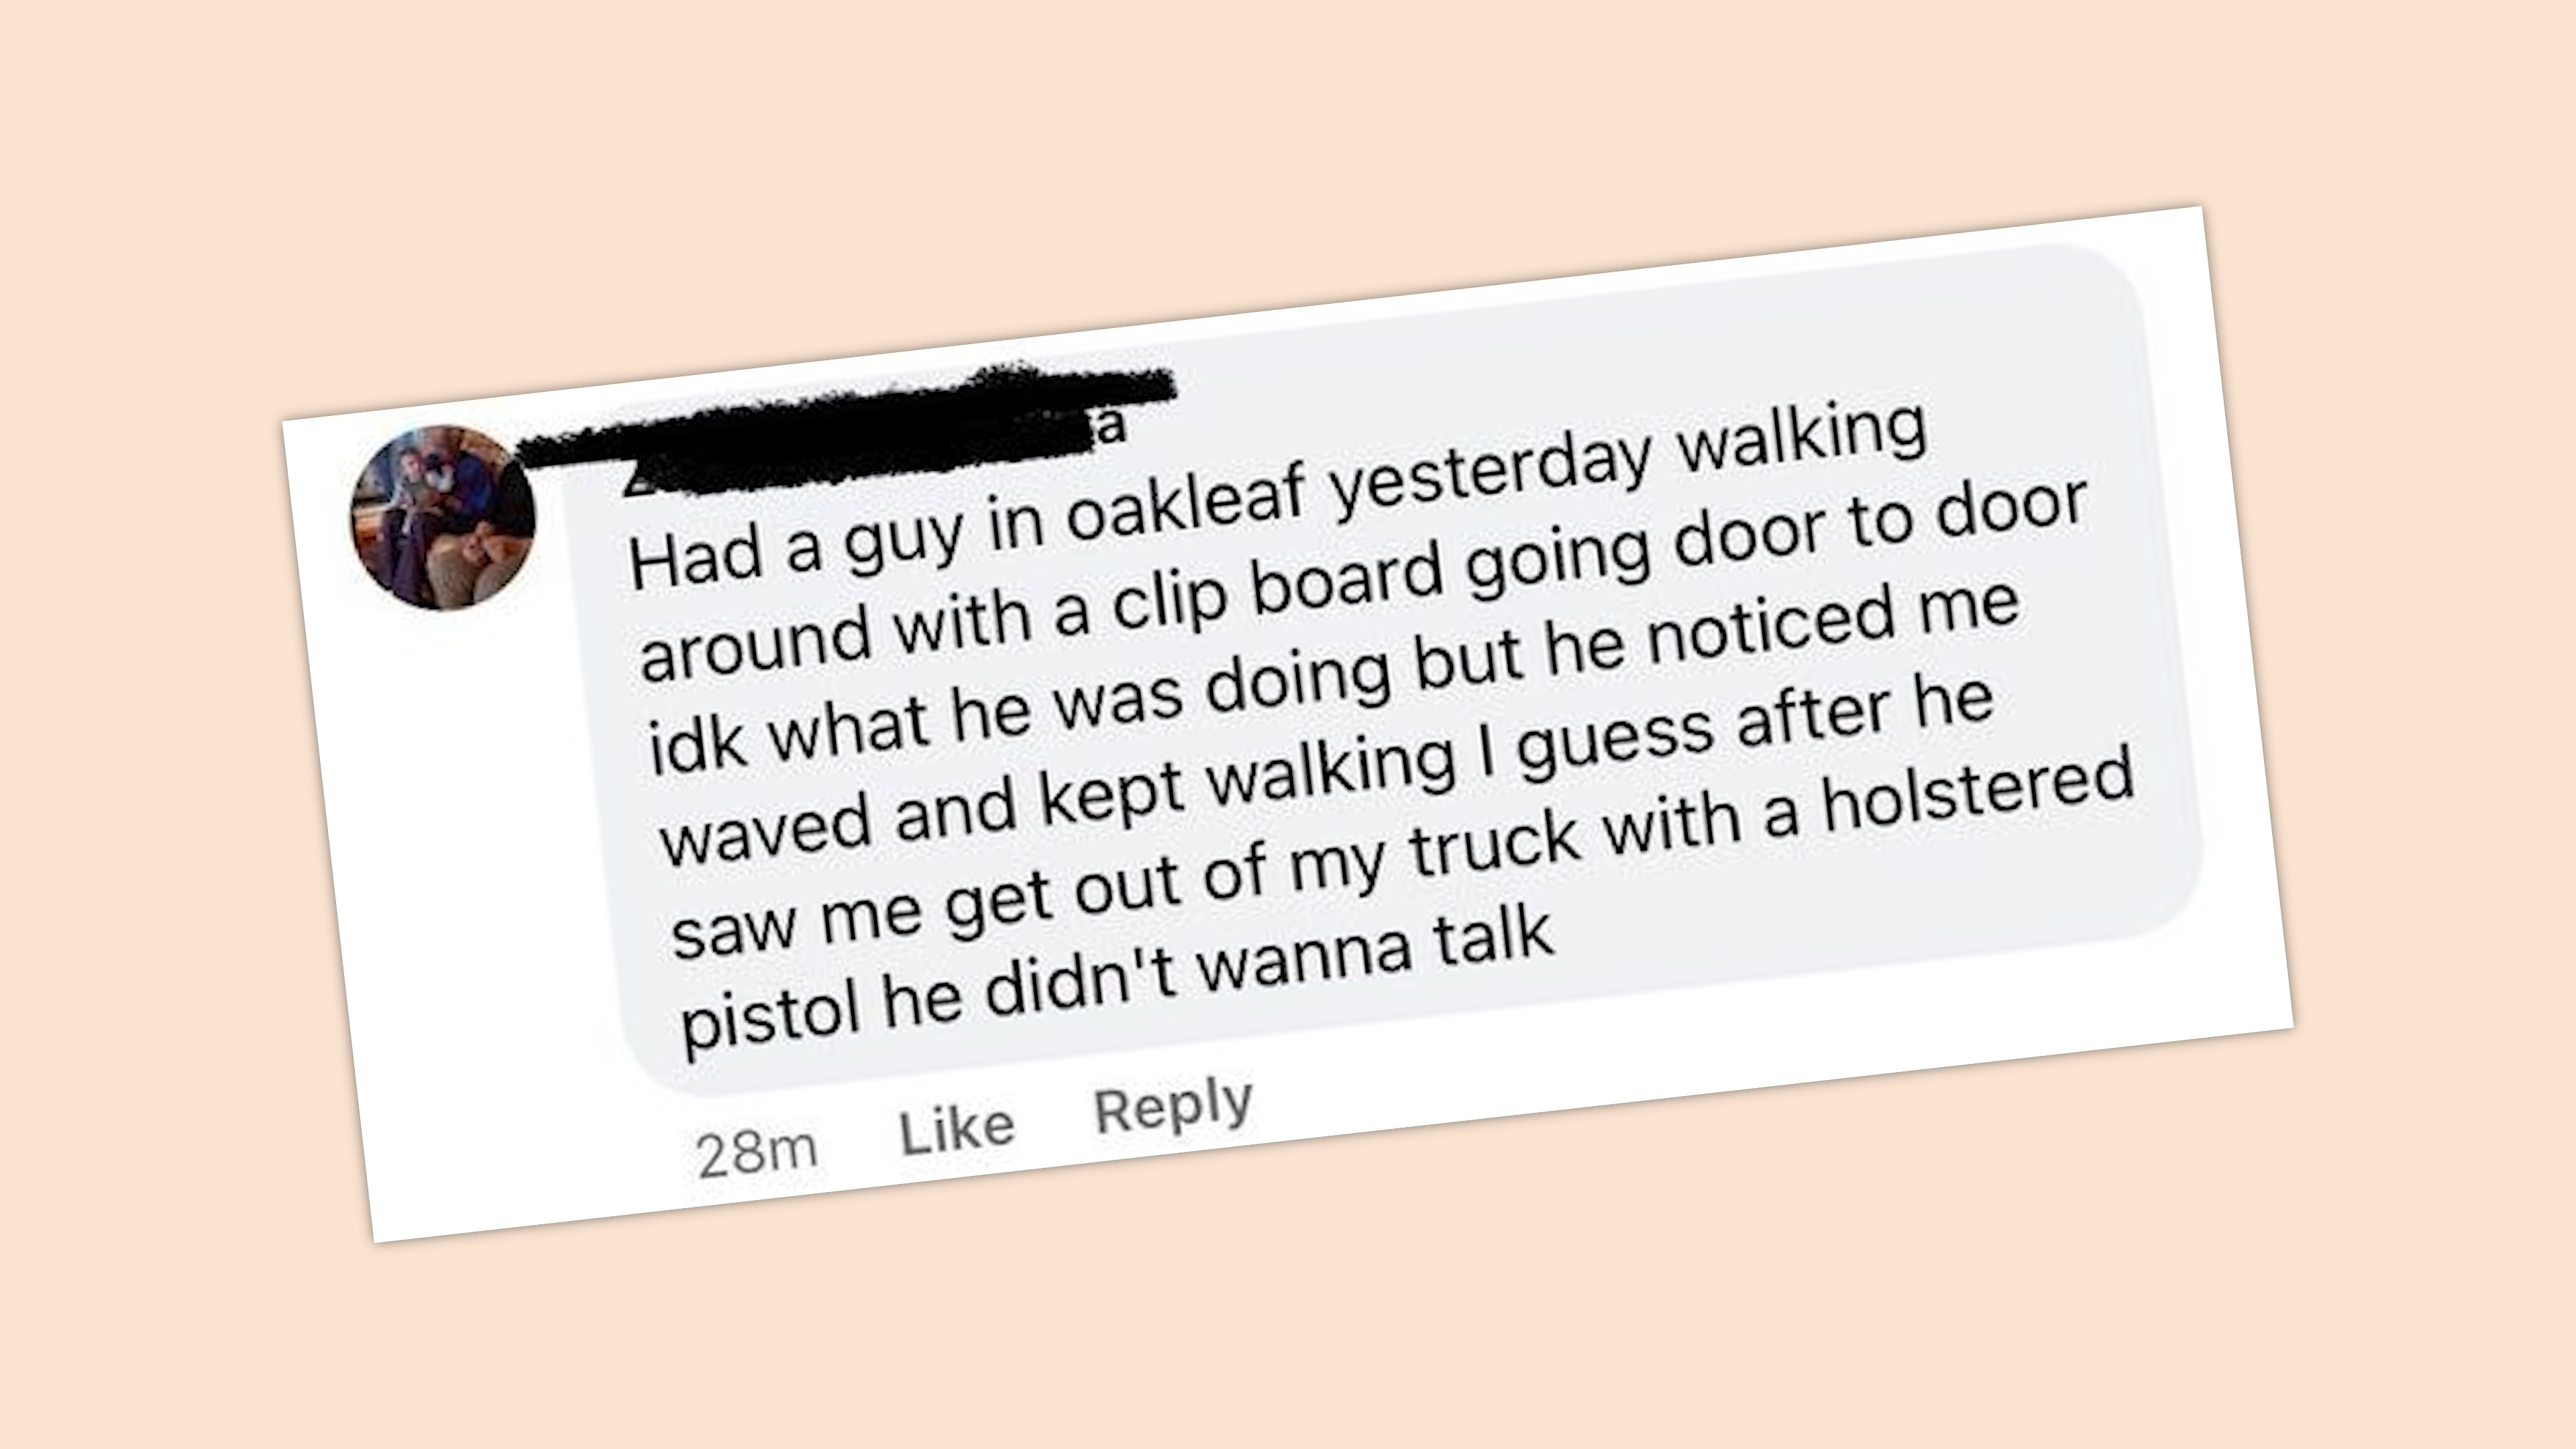 a
Had a guy in oakleaf yesterday walking
around with a clip board going door to door
idk what he was doing but he noticed me
waved and kept walking I guess after he
saw me get out of my truck with a holstered
pistol he didn't wanna talk
28m Like Reply